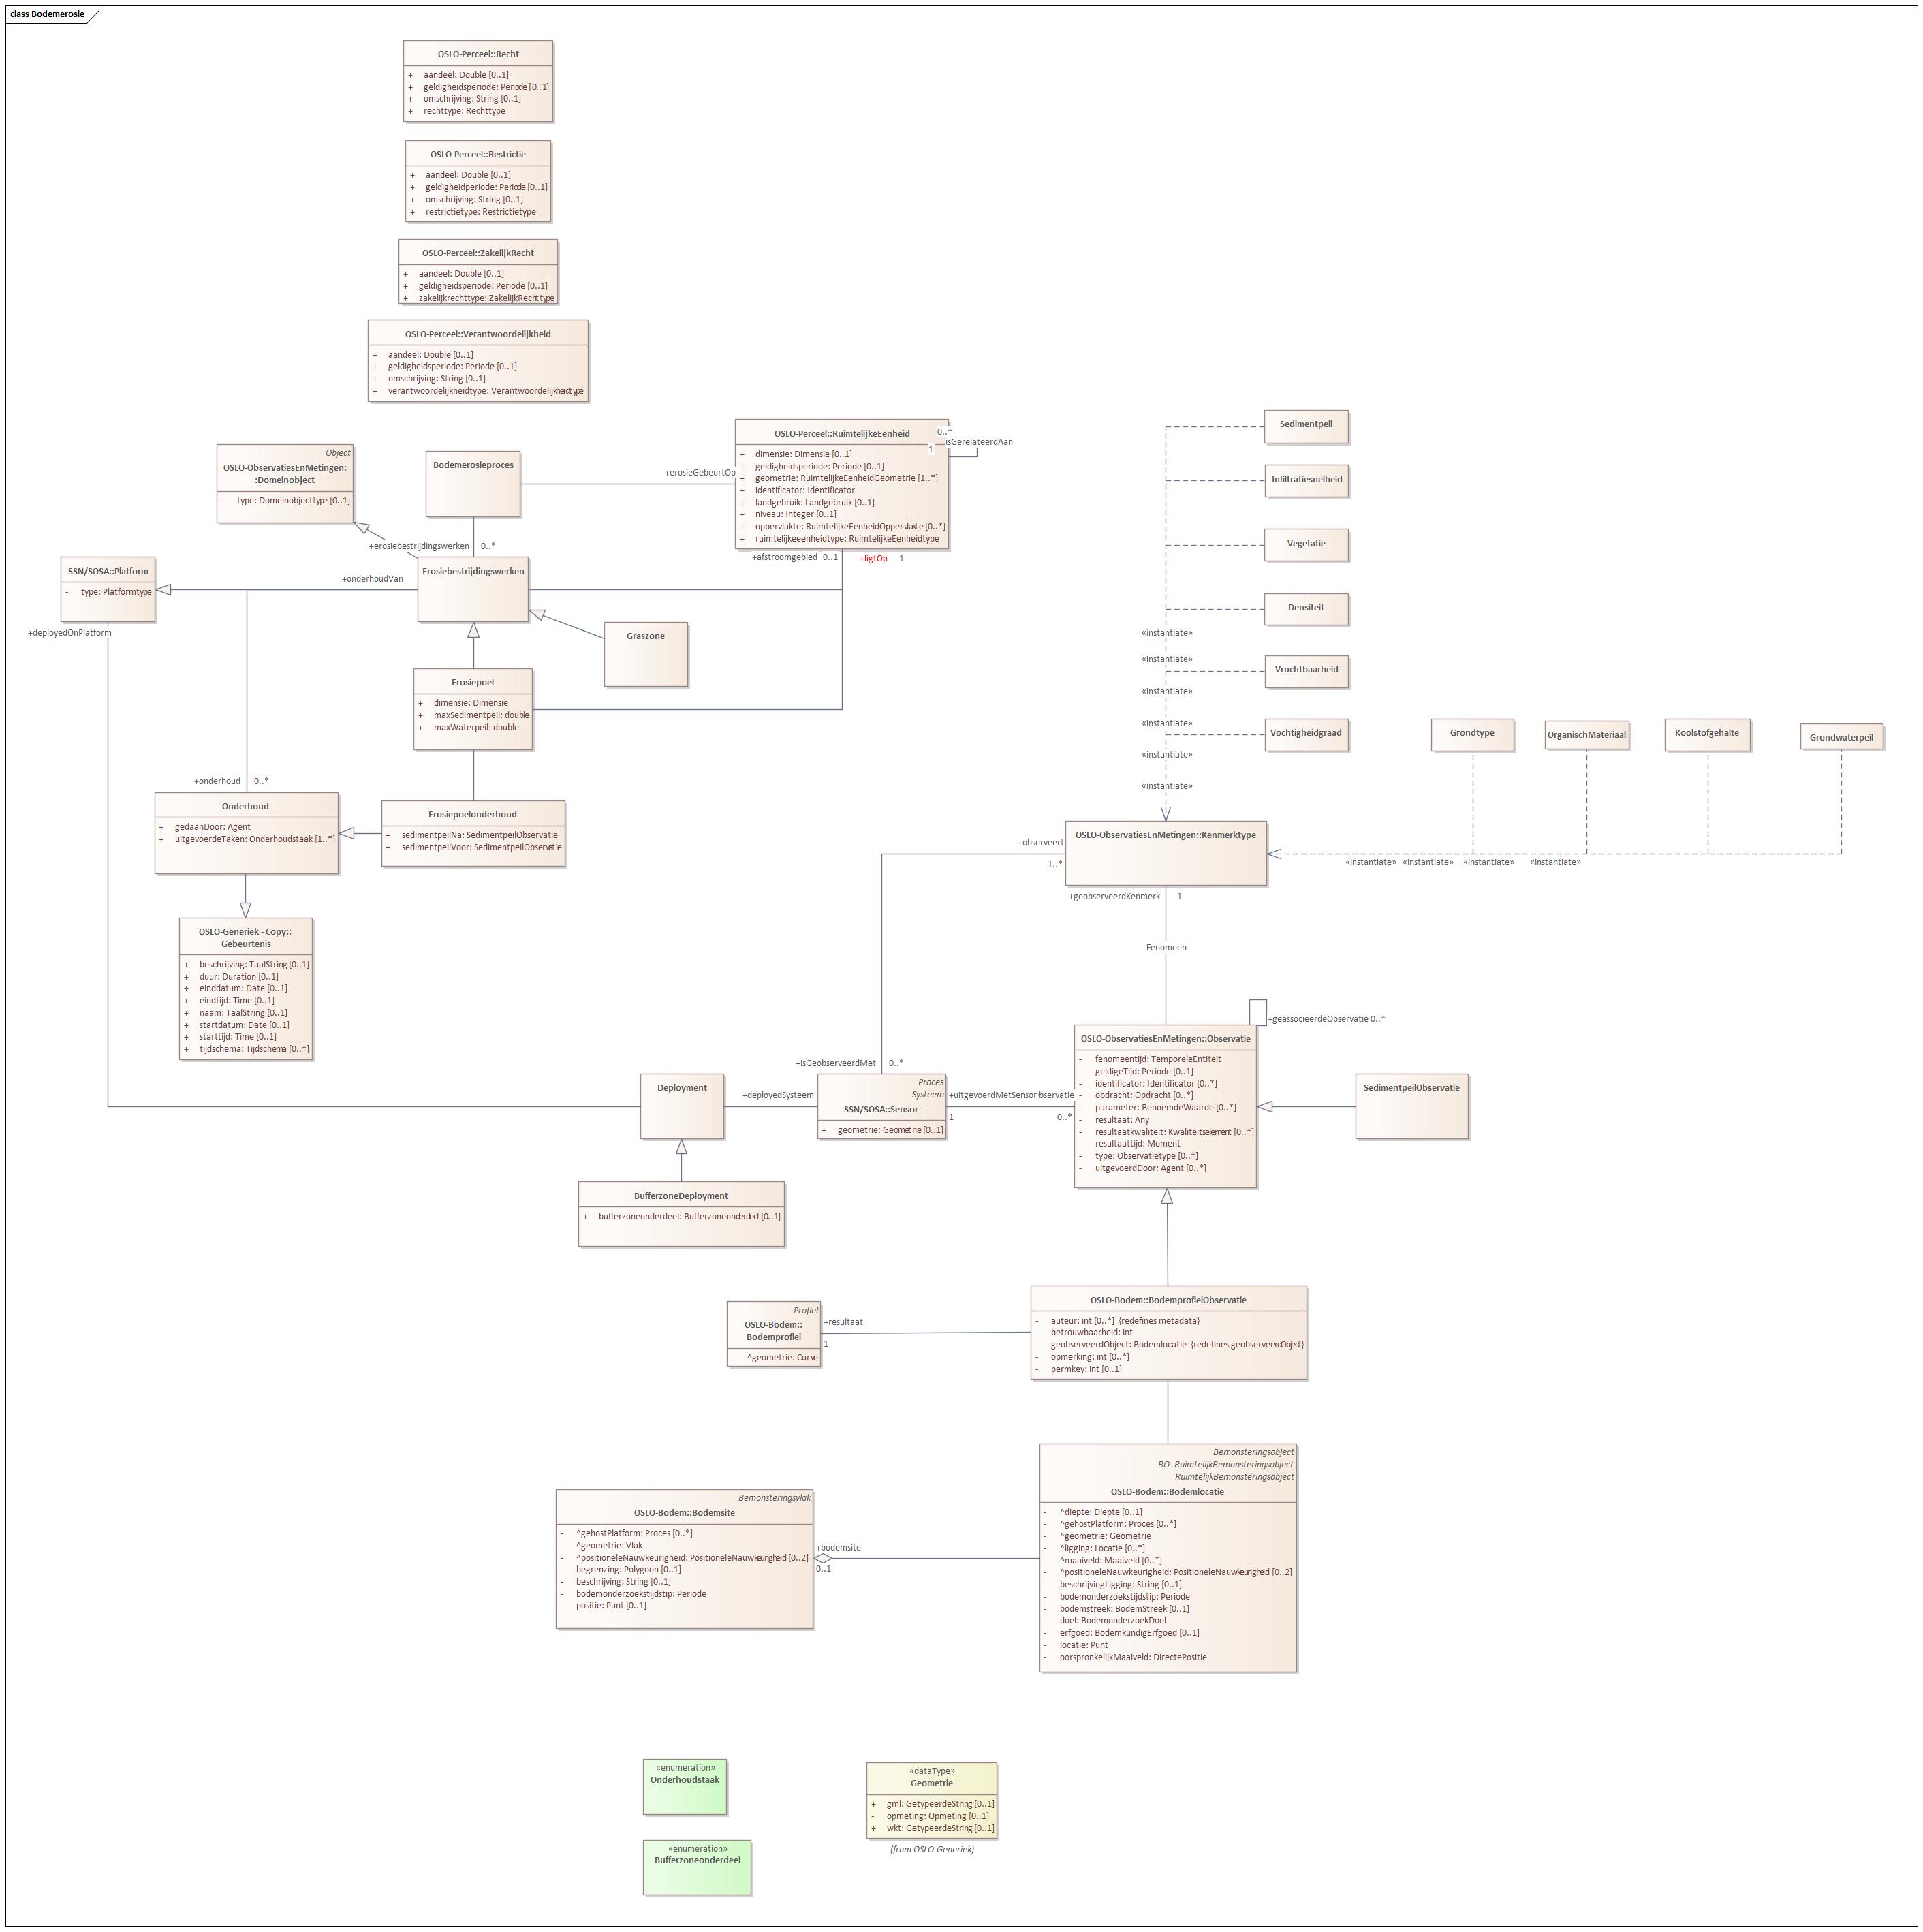 class Bodemerosie
OSLO-Perceel::Recht
+ aandeel: Double [0..1]
+ geldigheidsperiode: Periode [0..1]
+ omschrijving: String [0..1]
+ rechttype: Rechttype
OSLO-Perceel::Restrictie
+ aandeel: Double [0..1]
+ geldigheidperiode: Periode [0..1]
+ omschrijving: String [0..1]
+ restrictietype: Restrictietype
OSLO-Perceel::ZakelijkRecht
+ aandeel: Double [0..1]
+ geldigheidsperiode: Periode [0..1]
+ zakelijkrechttype: ZakelijkRechttype
OSLO-Perceel::Verantwoordelijkheid
+ aandeel: Double [0..1]
+ geldigheidsperiode: Periode [0..1]
+ omschrijving: String [0..1]
+ verantwoordelijkheidtype: Verantwoordelijkheidtype
Object
OSLO-ObservatiesEnMetingen:
:Domeinobject
- type: Domeinobjecttype [0..1]
Bodemerosieproces
+erosieGebeurtOp
OSLO-Perceel::RuimtelijkeEenheid
+ dimensie: Dimensie [0..1]
+ geldigheidsperiode: Periode [0..1]
+ geometrie: RuimtelijkeEenheidGeometrie [1..*]
+ identificator: Identificator
+ landgebruik: Landgebruik [0..1]
+ niveau: Integer [0..1]
+ oppervlakte: RuimtelijkeEenheidOppervlakte [0..*]
+ ruimtelijkeeenheidtype: RuimtelijkeEenheidtype
0..*
isGerelateerdAan
1
+afstroomgebied 0..1
+ligtOp 1
+erosiebestrijdingswerken 0..*
SSN/SOSA::Platform
- type: Platformtype
+deployedOnPlatform
+onderhoudVan
Erosiebestrijdingswerken
Graszone
Erosiepoel
+ dimensie: Dimensie
+ maxSedimentpeil: double
+ maxWaterpeil: double
+onderhoud 0..*
Onderhoud
+ gedaanDoor: Agent
+ uitgevoerdeTaken: Onderhoudstaak [1..*]
Erosiepoelonderhoud
+ sedimentpeilNa: SedimentpeilObservatie
+ sedimentpeilVoor: SedimentpeilObservatie
OSLO-Generiek - Copy::
Gebeurtenis
+ beschrijving: TaalString [0..1]
+ duur: Duration [0..1]
+ einddatum: Date [0..1]
+ eindtijd: Time [0..1]
+ naam: TaalString [0..1]
+ startdatum: Date [0..1]
+ starttijd: Time [0..1]
+ tijdschema: Tijdschema [0..*]
Sedimentpeil
Infiltratiesnelheid
Vegetatie
Densiteit
«instantiate»
Vruchtbaarheid
«instantiate»
«instantiate»
«instantiate»
Vochtigheidgraad
«instantiate»
«instantiate»
Grondtype
OrganischMateriaal
Koolstofgehalte
Grondwaterpeil
OSLO-ObservatiesEnMetingen::Kenmerktype
+observeert
1..*
«instantiate» «instantiate» «instantiate» «instantiate»
+geobserveerdKenmerk 1
Fenomeen
+geassocieerdeObservatie 0..*
OSLO-ObservatiesEnMetingen::Observatie
- fenomeentijd: TemporeleEntiteit
- geldigeTijd: Periode [0..1]
- identificator: Identificator [0..*]
- opdracht: Opdracht [0..*]
- parameter: BenoemdeWaarde [0..*]
- resultaat: Any
- resultaatkwaliteit: Kwaliteitselement [0..*]
- resultaattijd: Moment
- type: Observatietype [0..*]
- uitgevoerdDoor: Agent [0..*]
+isGeobserveerdMet 0..*
Deployment
+deployedSysteem
Proces
Systeem
SSN/SOSA::Sensor
+ geometrie: Geometrie [0..1]
+uitgevoerdMetSensor bservatie
1
0..*
SedimentpeilObservatie
BufferzoneDeployment
+ bufferzoneonderdeel: Bufferzoneonderdeel [0..1]
Profiel
OSLO-Bodem::
Bodemprofiel
- ^geometrie: Curve
+resultaat
1
OSLO-Bodem::BodemprofielObservatie
- auteur: int [0..*] {redefines metadata}
- betrouwbaarheid: int
- geobserveerdObject: Bodemlocatie {redefines geobserveerdObject}
- opmerking: int [0..*]
- permkey: int [0..1]
Bemonsteringsobject
BO_RuimtelijkBemonsteringsobject
RuimtelijkBemonsteringsobject
OSLO-Bodem::Bodemlocatie
- ^diepte: Diepte [0..1]
- ^gehostPlatform: Proces [0..*]
- ^geometrie: Geometrie
- ^ligging: Locatie [0..*]
- ^maaiveld: Maaiveld [0..*]
- ^positioneleNauwkeurigheid: PositioneleNauwkeurigheid [0..2]
- beschrijvingLigging: String [0..1]
- bodemonderzoekstijdstip: Periode
- bodemstreek: BodemStreek [0..1]
- doel: BodemonderzoekDoel
- erfgoed: BodemkundigErfgoed [0..1]
- locatie: Punt
- oorspronkelijkMaaiveld: DirectePositie
Bemonsteringsvlak
OSLO-Bodem::Bodemsite
- ^gehostPlatform: Proces [0..*]
- ^geometrie: Vlak
- ^positioneleNauwkeurigheid: PositioneleNauwkeurigheid [0..2]
- begrenzing: Polygoon [0..1]
- beschrijving: String [0..1]
- bodemonderzoekstijdstip: Periode
- positie: Punt [0..1]
+bodemsite
0..1
«enumeration»
Onderhoudstaak
«enumeration»
Bufferzoneonderdeel
«dataType»
Geometrie
+ gml: GetypeerdeString [0..1]
- opmeting: Opmeting [0..1]
+ wkt: GetypeerdeString [0..1]
(from OSLO-Generiek)